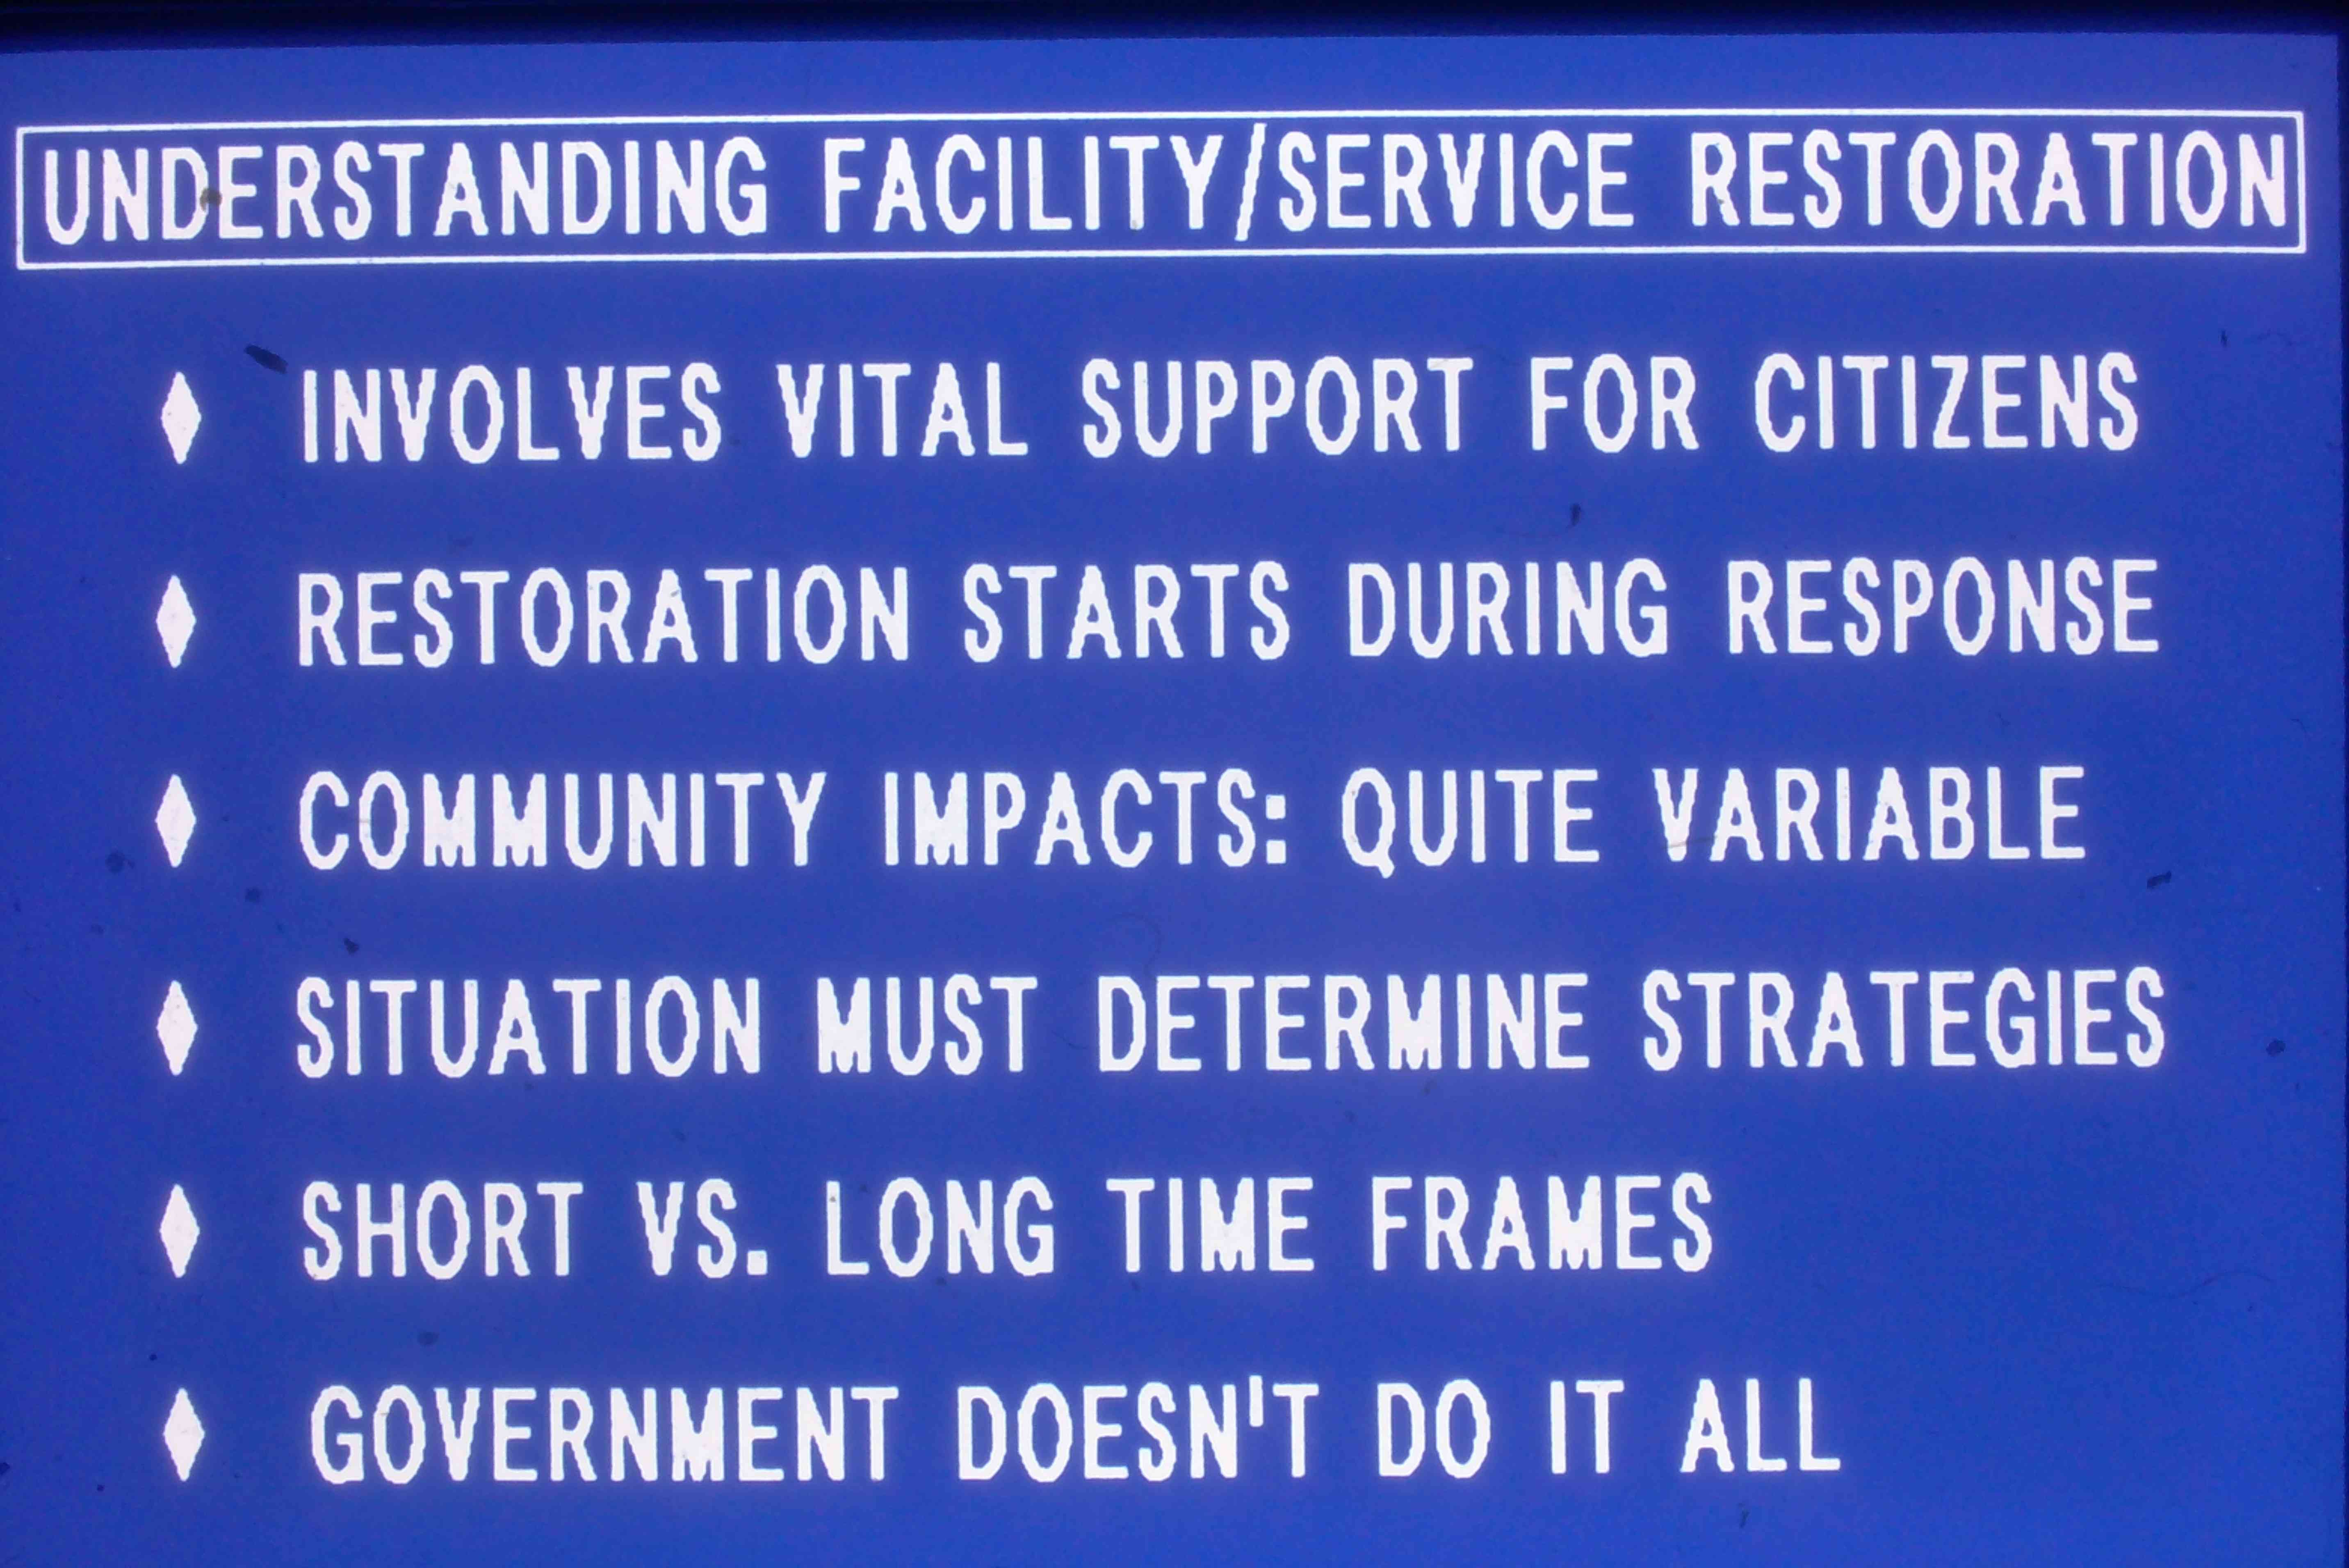 UNDERSTANDING FACILITY/SERVICE RESTORATION
♦ INVOLVES VITAL SUPPORT FOR CITIZENS
♦ RESTORATION STARTS DURING RESPONSE
♦ COMMUNITY IMPACTS: QUITE VARIABLE
♦ SITUATION MUST DETERMINE STRATEGIES
♦ SHORT VS. LONG TIME FRAMES
♦ GOVERNMENT DOESN'T DO IT ALL